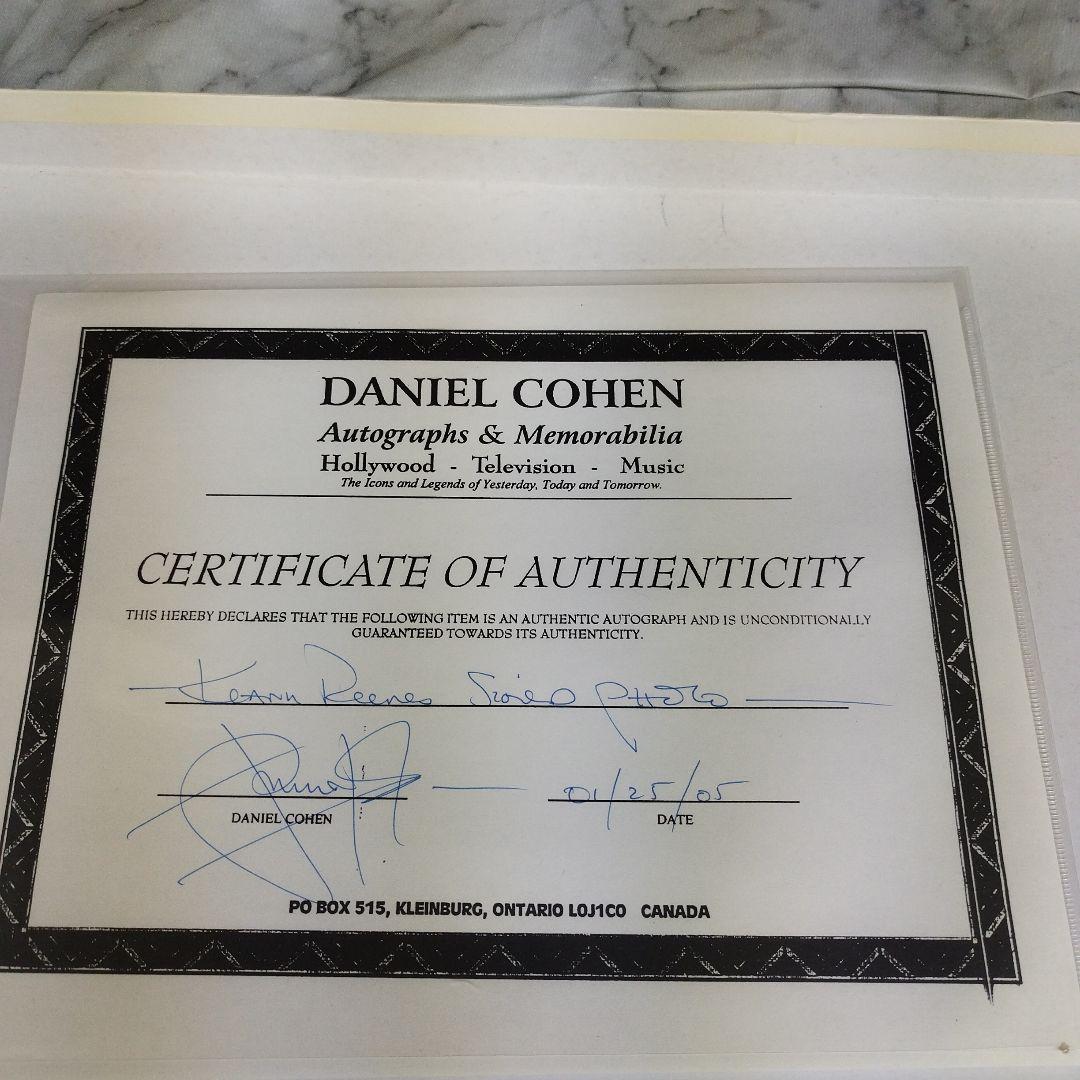 DANIEL COHEN
Autographs & Memorabilia
Hollywood - Television - Music
The Icons and Legends of Yesterday, Today and Tomorrow.
CERTIFICATE OF AUTHENTICITY
THIS HEREBY DECLARES THAT THE FOLLOWING ITEM IS AN AUTHENTIC AUTOGRAPH AND IS UNCONDITIONALLY
GUARANTEED TOWARDS ITS AUTHENTICITY.
Keanu Reeves Signed Photo
01/25/05
DANIEL COHEN DATE
PO BOX 515, KLEINBURG, ONTARIO L0J1C0 CANADA